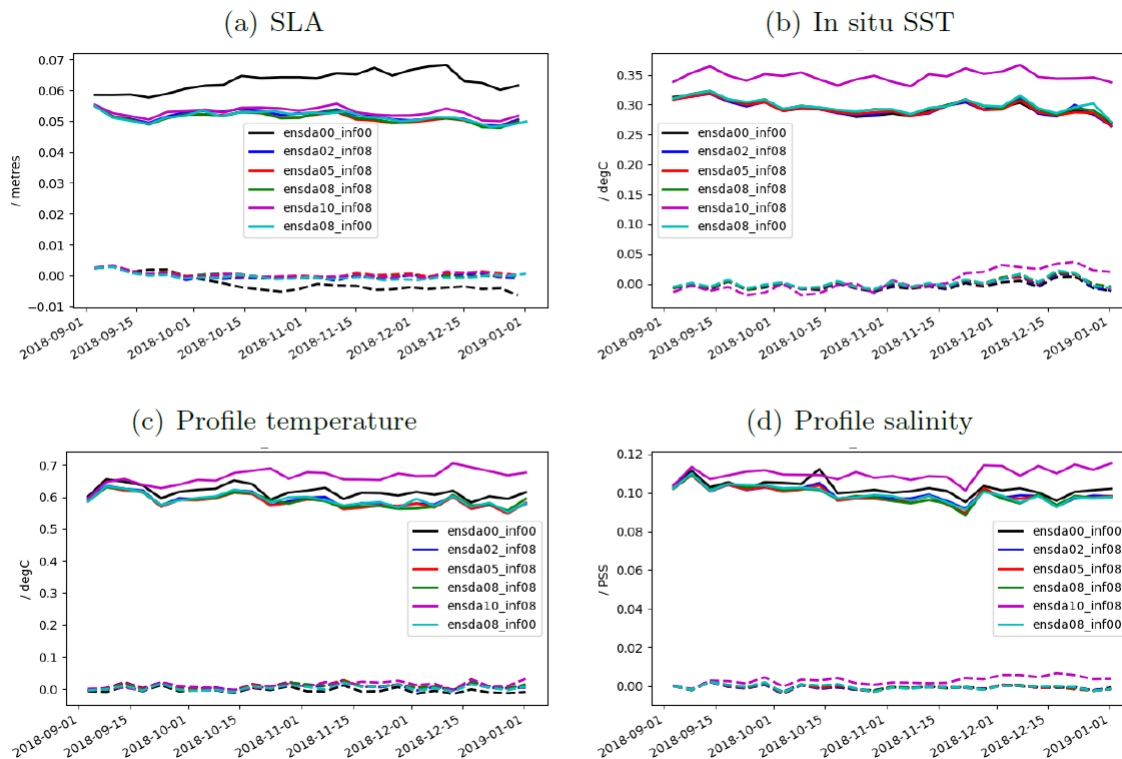 (a) SLA
0.07
0.06
0.05
0.04
0.03
0.02
0.01
0.00
−0.01
/ metres
ensda00_inf00
ensda02_inf08
ensda05_inf08
ensda08_inf08
ensda10_inf08
ensda08_inf00
2018-09-01
2018-09-15
2018-10-01
2018-10-15
2018-11-01
2018-11-15
2018-12-01
2018-12-15
2019-01-01
(b) In situ SST
0.35
0.30
0.25
0.20
0.15
0.10
0.05
0.00
/ degC
ensda00_inf00
ensda02_inf08
ensda05_inf08
ensda08_inf08
ensda10_inf08
ensda08_inf00
2018-09-01
2018-09-15
2018-10-01
2018-10-15
2018-11-01
2018-11-15
2018-12-01
2018-12-15
2019-01-01
(c) Profile temperature
0.7
0.6
0.5
0.4
0.3
0.2
0.1
0.0
/ degC
ensda00_inf00
ensda02_inf08
ensda05_inf08
ensda08_inf08
ensda10_inf08
ensda08_inf00
2018-09-01
2018-09-15
2018-10-01
2018-10-15
2018-11-01
2018-11-15
2018-12-01
2018-12-15
2019-01-01
(d) Profile salinity
0.12
0.10
0.08
0.06
0.04
0.02
0.00
/ PSS
ensda00_inf00
ensda02_inf08
ensda05_inf08
ensda08_inf08
ensda10_inf08
ensda08_inf00
2018-09-01
2018-09-15
2018-10-01
2018-10-15
2018-11-01
2018-11-15
2018-12-01
2018-12-15
2019-01-01